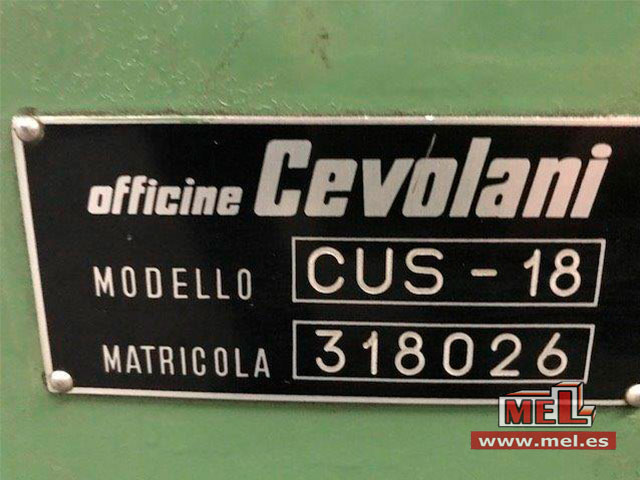 officine Cevolani
MODELLO CUS - 18
MATRICOLA 318026
MEL
www.mel.es